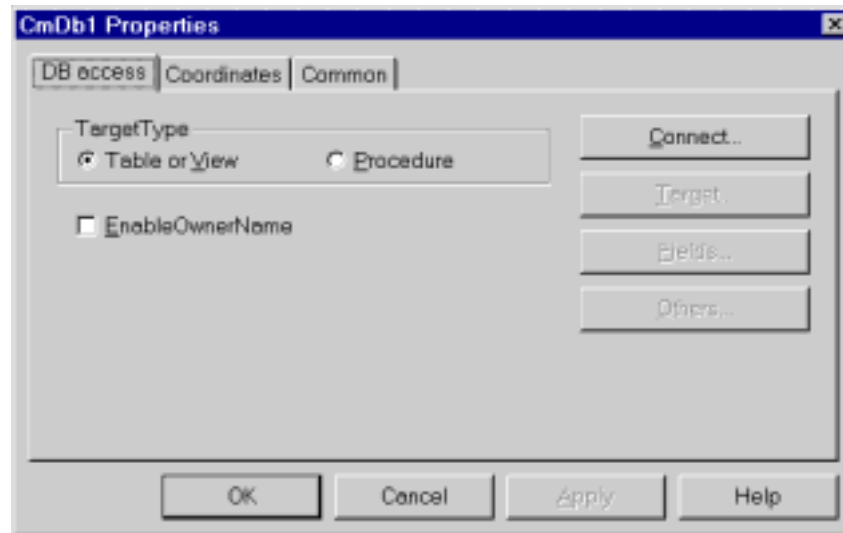 CmDb1 Properties
DB access Coordinates Common
TargetType
Table or View Procedure
EnableOwnerName
Connect...
Target...
Fields...
Others...
OK Cancel Apply Help